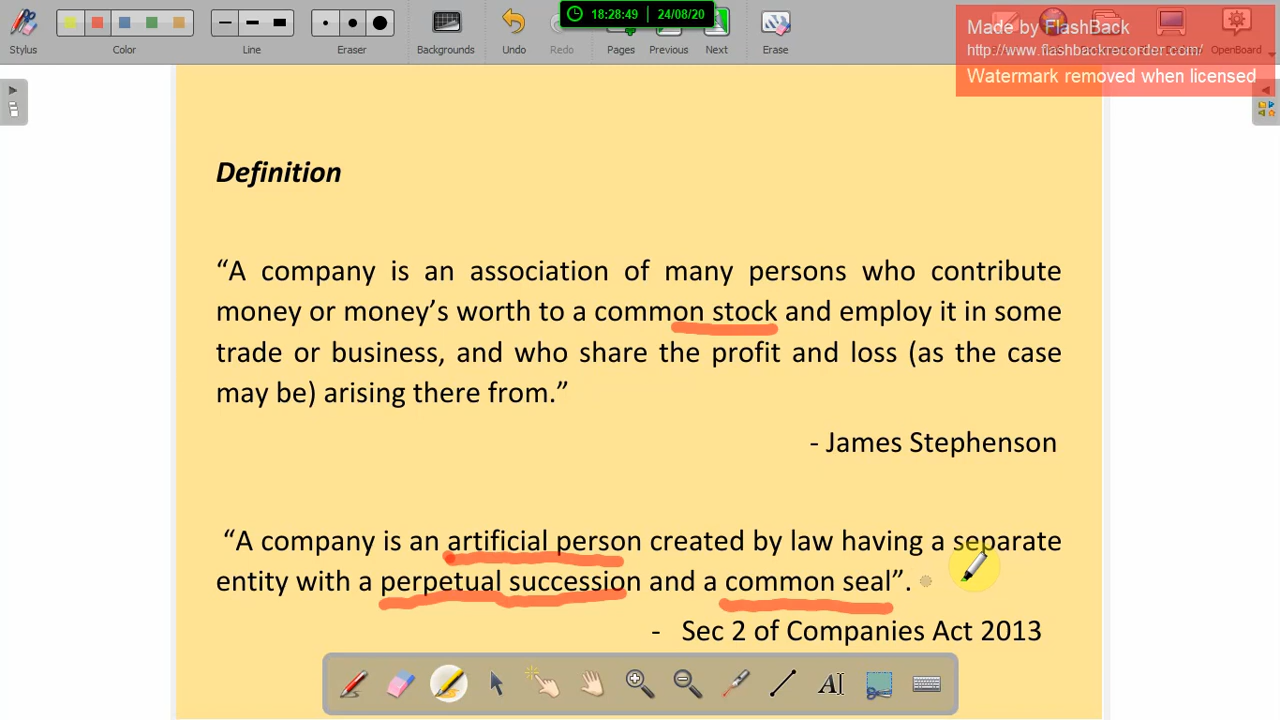 18:28:49 | 24/08/20
Made by FlashBack
http://www.flashbackrecorder.com/
Watermark removed when licensed
Stylus Color Line Eraser Backgrounds Undo Redo Pages Previous Next Erase OpenBoard
Definition
“A company is an association of many persons who contribute
money or money’s worth to a common stock and employ it in some
trade or business, and who share the profit and loss (as the case
may be) arising there from.”
- James Stephenson
“A company is an artificial person created by law having a separate
entity with a perpetual succession and a common seal”.
- Sec 2 of Companies Act 2013
AI